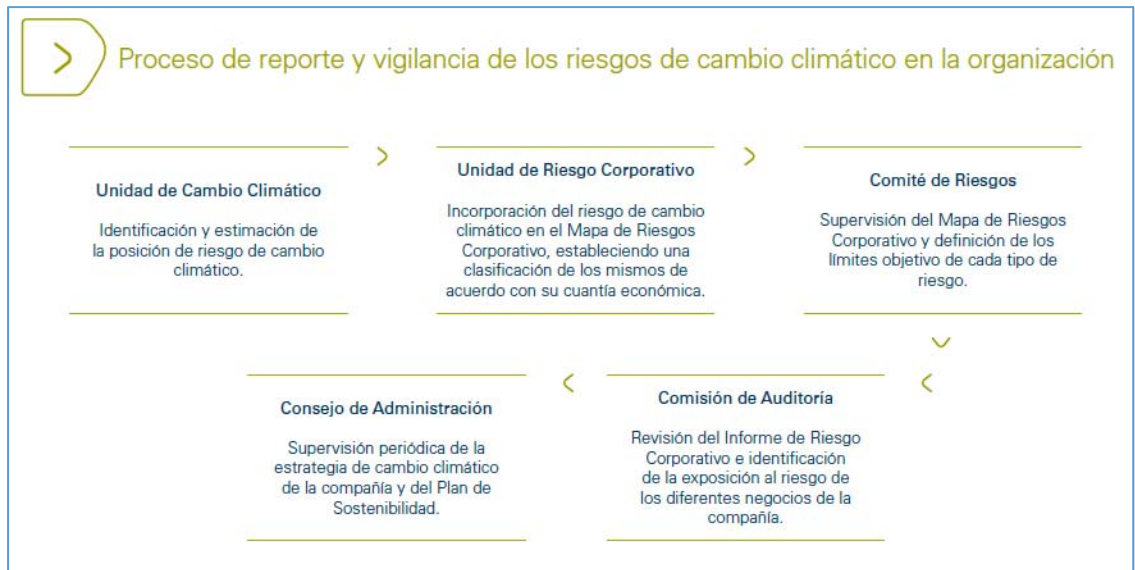 Proceso de reporte y vigilancia de los riesgos de cambio climático en la organización
Unidad de Cambio Climático
Identificación y estimación de
la posición de riesgo de cambio
climático.
Unidad de Riesgo Corporativo
Incorporación del riesgo de cambio
climático en el Mapa de Riesgos
Corporativo, estableciendo una
clasificación de los mismos de
acuerdo con su cuantía económica.
Comité de Riesgos
Supervisión del Mapa de Riesgos
Corporativo y definición de los
límites objetivo de cada tipo de
riesgo.
Comisión de Auditoría
Revisión del Informe de Riesgo
Corporativo e identificación
de la exposición al riesgo de
los diferentes negocios de la
compañía.
Consejo de Administración
Supervisión periódica de la
estrategia de cambio climático
de la compañía y del Plan de
Sostenibilidad.